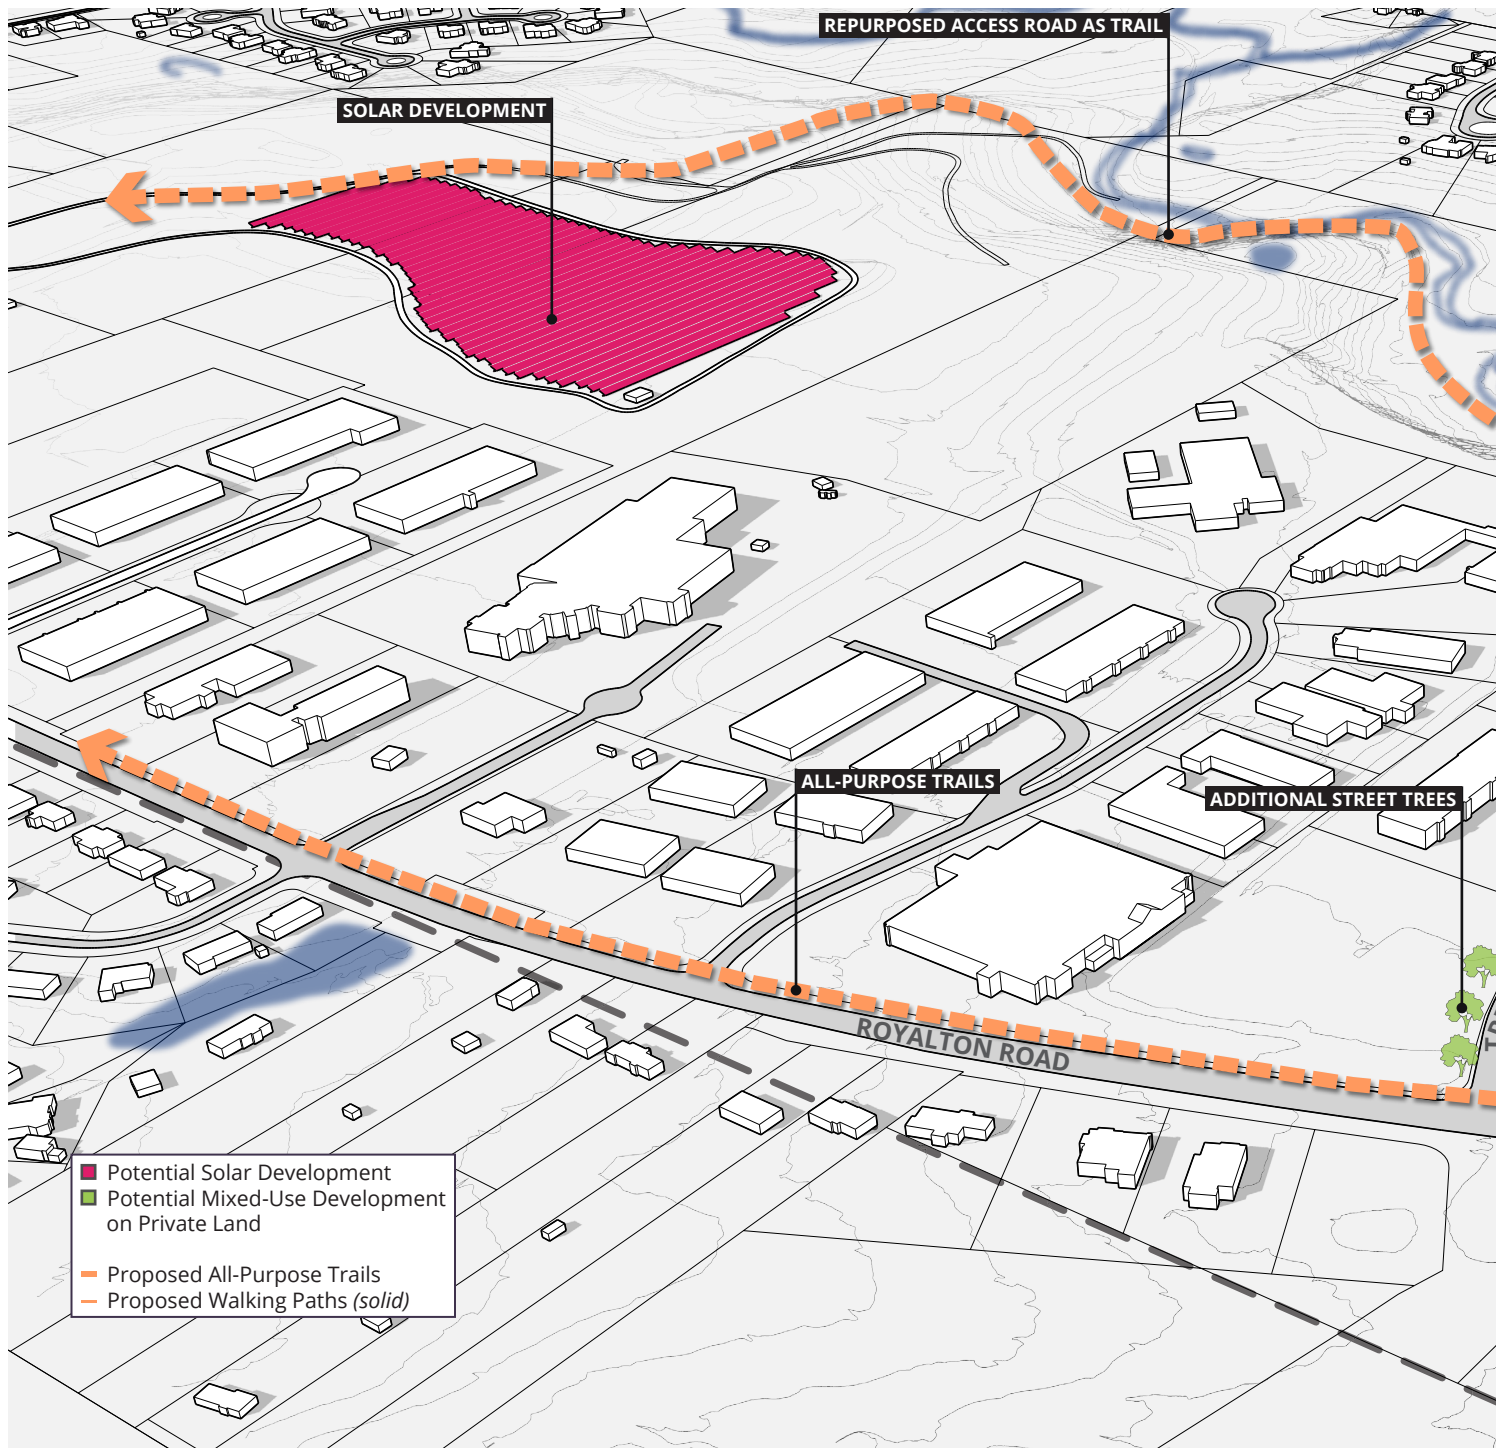 REPURPOSED ACCESS ROAD AS TRAIL
SOLAR DEVELOPMENT
ALL-PURPOSE TRAILS
ADDITIONAL STREET TREES
ROYALTON ROAD
Potential Solar Development
Potential Mixed-Use Development
on Private Land
Proposed All-Purpose Trails
Proposed Walking Paths (solid)